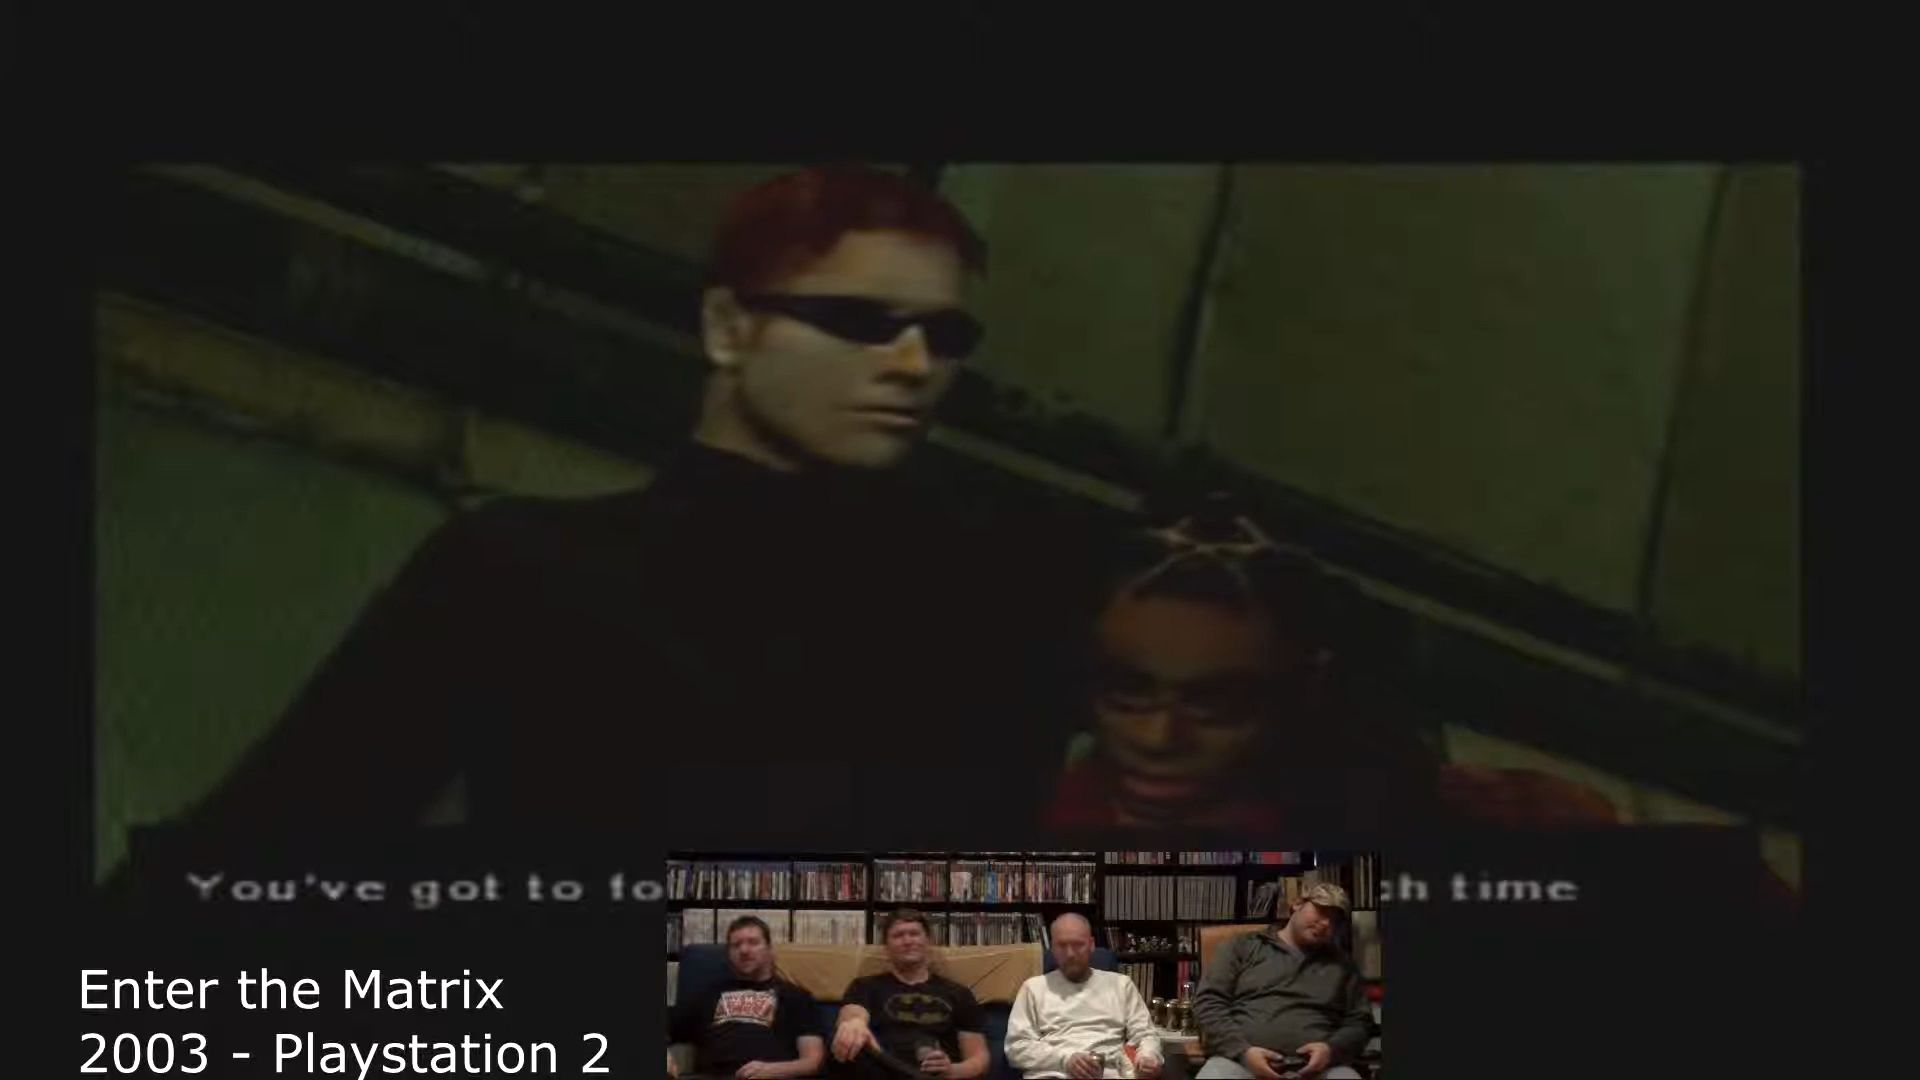 You've got to fo
ch time
Enter the Matrix
2003 - Playstation 2